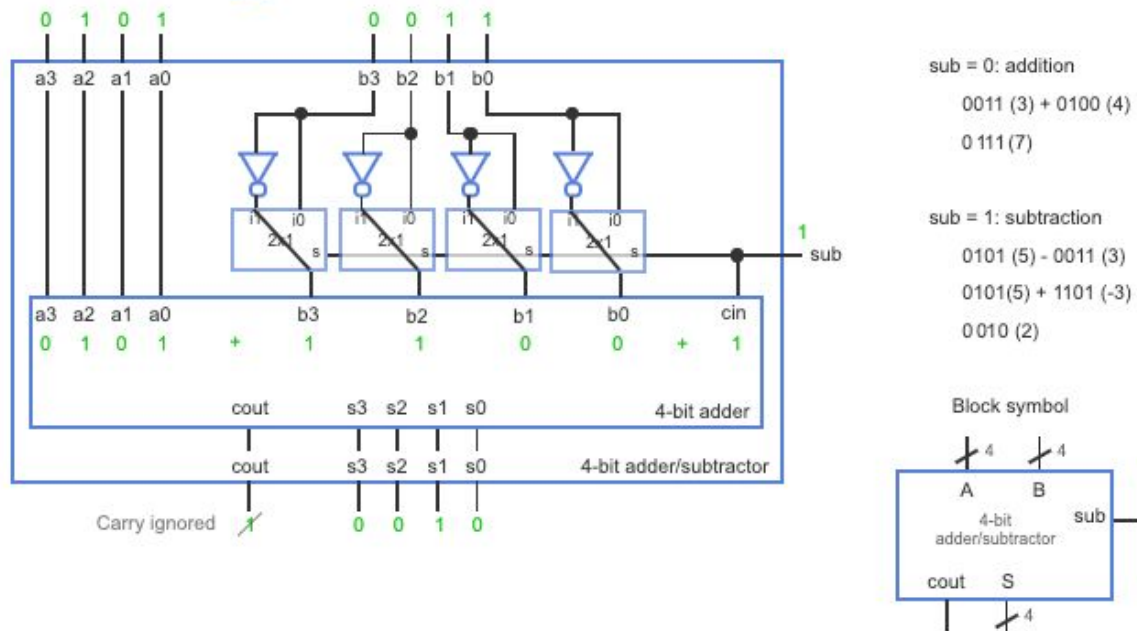 0 1 0 1 0 0 1 1
a3 a2 a1 a0 b3 b2 b1 b0
i1 i0 i1 i0 i1 i0 i1 i0
2x1 2x1 2x1 2x1
s s s s
1
sub
a3 a2 a1 a0 b3 b2 b1 b0 cin
0 1 0 1 + 1 1 0 0 + 1
cout s3 s2 s1 s0 4-bit adder
cout s3 s2 s1 s0 4-bit adder/subtractor
Carry ignored 1 0 0 1 0
sub = 0: addition
0011 (3) + 0100 (4)
0111 (7)
sub = 1: subtraction
0101 (5) - 0011 (3)
0101(5) + 1101 (-3)
0010 (2)
Block symbol
4 4
A B
4-bit
adder/subtractor
sub
cout S
4